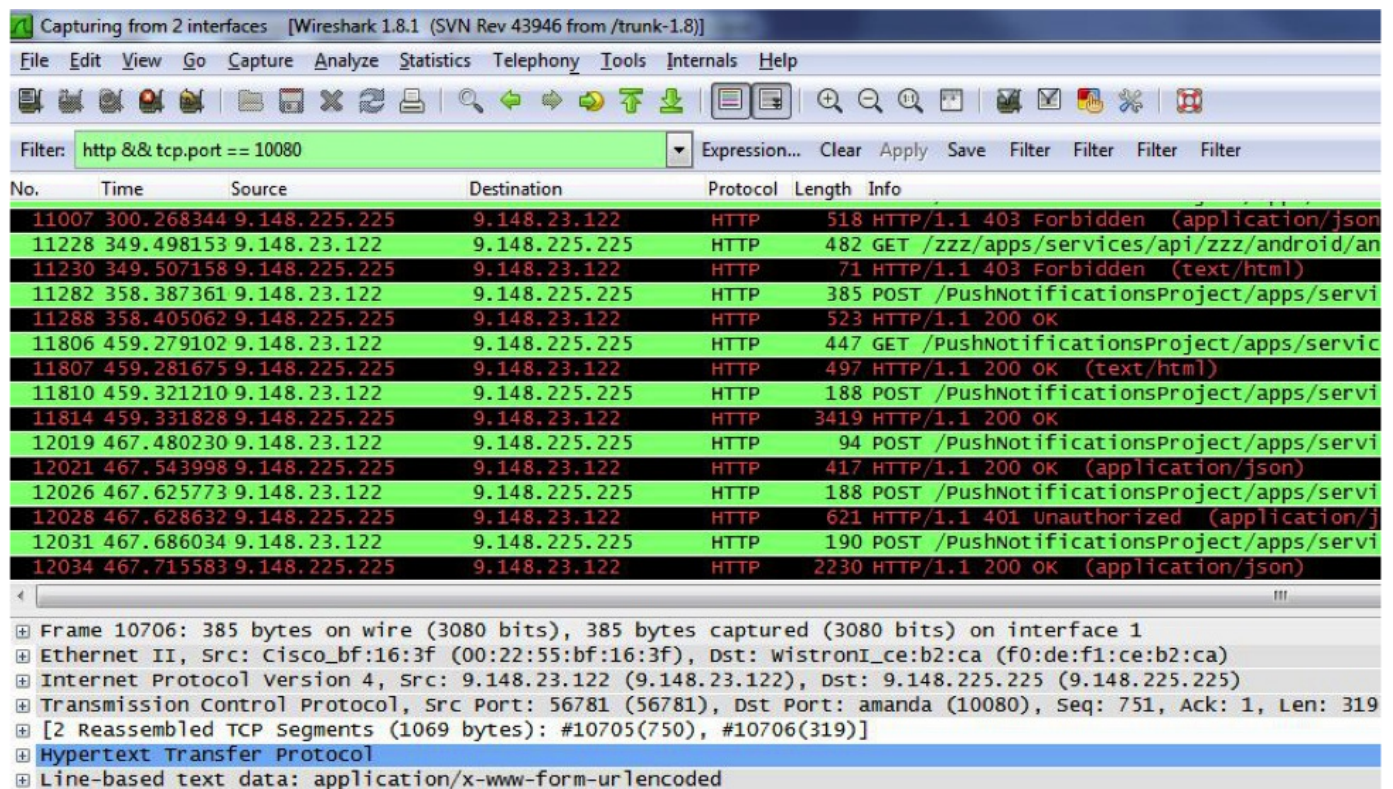 Capturing from 2 interfaces [Wireshark 1.8.1 (SVN Rev 43946 from /trunk-1.8)]
File Edit View Go Capture Analyze Statistics Telephony Tools Internals Help
Filter: http && tcp.port == 10080 Expression... Clear Apply Save Filter Filter Filter Filter
No. Time Source Destination Protocol Length Info
11007 300.268344 9.148.225.225 9.148.23.122 HTTP 518 HTTP/1.1 403 Forbidden (application/json
11228 349.498153 9.148.23.122 9.148.225.225 HTTP 482 GET /zzz/apps/services/api/zzz/android/an
11230 349.507158 9.148.225.225 9.148.23.122 HTTP 71 HTTP/1.1 403 Forbidden (text/html)
11282 358.387361 9.148.23.122 9.148.225.225 HTTP 385 POST /PushNotificationsProject/apps/servi
11288 358.405062 9.148.225.225 9.148.23.122 HTTP 523 HTTP/1.1 200 OK
11806 459.279102 9.148.23.122 9.148.225.225 HTTP 447 GET /PushNotificationsProject/apps/servic
11807 459.281675 9.148.225.225 9.148.23.122 HTTP 497 HTTP/1.1 200 OK (text/html)
11810 459.321210 9.148.23.122 9.148.225.225 HTTP 188 POST /PushNotificationsProject/apps/servi
11814 459.331828 9.148.225.225 9.148.23.122 HTTP 3419 HTTP/1.1 200 OK
12019 467.480230 9.148.23.122 9.148.225.225 HTTP 94 POST /PushNotificationsProject/apps/servi
12021 467.543998 9.148.225.225 9.148.23.122 HTTP 417 HTTP/1.1 200 OK (application/json)
12026 467.625773 9.148.23.122 9.148.225.225 HTTP 188 POST /PushNotificationsProject/apps/servi
12028 467.628632 9.148.225.225 9.148.23.122 HTTP 621 HTTP/1.1 401 Unauthorized (application/j
12031 467.686034 9.148.23.122 9.148.225.225 HTTP 190 POST /PushNotificationsProject/apps/servi
12034 467.715583 9.148.225.225 9.148.23.122 HTTP 2230 HTTP/1.1 200 OK (application/json)
Frame 10706: 385 bytes on wire (3080 bits), 385 bytes captured (3080 bits) on interface 1
Ethernet II, Src: Cisco_bf:16:3f (00:22:55:bf:16:3f), Dst: WistronI_ce:b2:ca (f0:de:f1:ce:b2:ca)
Internet Protocol Version 4, Src: 9.148.23.122 (9.148.23.122), Dst: 9.148.225.225 (9.148.225.225)
Transmission Control Protocol, Src Port: 56781 (56781), Dst Port: amanda (10080), Seq: 751, Ack: 1, Len: 319
[2 Reassembled TCP Segments (1069 bytes): #10705(750), #10706(319)]
Hypertext Transfer Protocol
Line-based text data: application/x-www-form-urlencoded